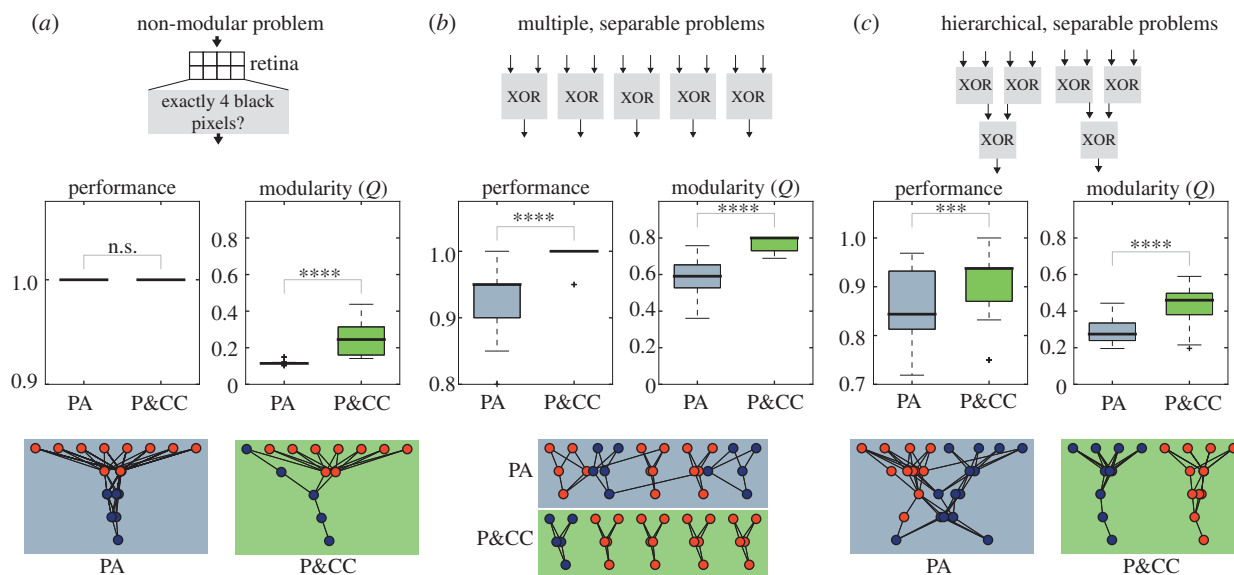 (a) non-modular problem
retina
exactly 4 black
pixels?
performance
modularity (Q)
n.s.
****
1.0
0.9
0.8
0.6
0.4
0.2
0
PA P&CC
PA P&CC
PA
P&CC
(b) multiple, separable problems
XOR XOR XOR XOR XOR
performance
modularity (Q)
****
****
1.0
0.9
0.8
0.8
0.6
0.4
0.2
0
PA P&CC
PA P&CC
PA
P&CC
(c) hierarchical, separable problems
XOR XOR XOR XOR
XOR XOR
performance
modularity (Q)
***
****
1.0
0.9
0.8
0.7
0.8
0.6
0.4
0.2
0
PA P&CC
PA P&CC
PA
P&CC